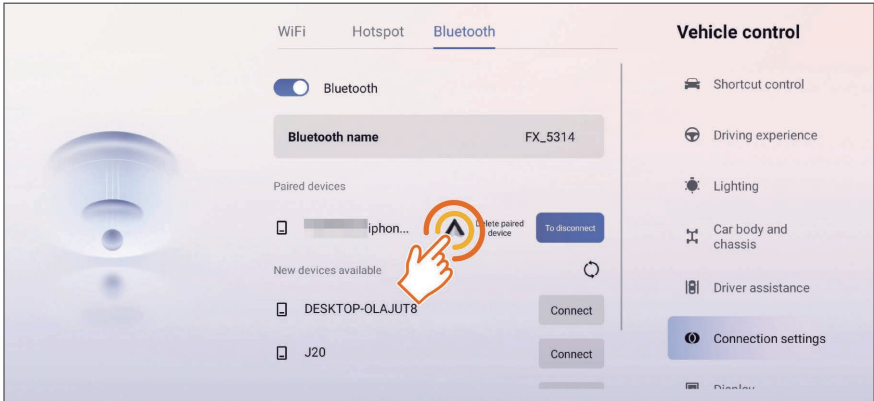 WiFi
Hotspot
Bluetooth
Bluetooth
Bluetooth name
FX_5314
Paired devices
iphon...
Delete paired
device
To disconnect
New devices available
DESKTOP-OLAJUT8
Connect
J20
Connect
Vehicle control
Shortcut control
Driving experience
Lighting
Car body and
chassis
Driver assistance
Connection settings
Display